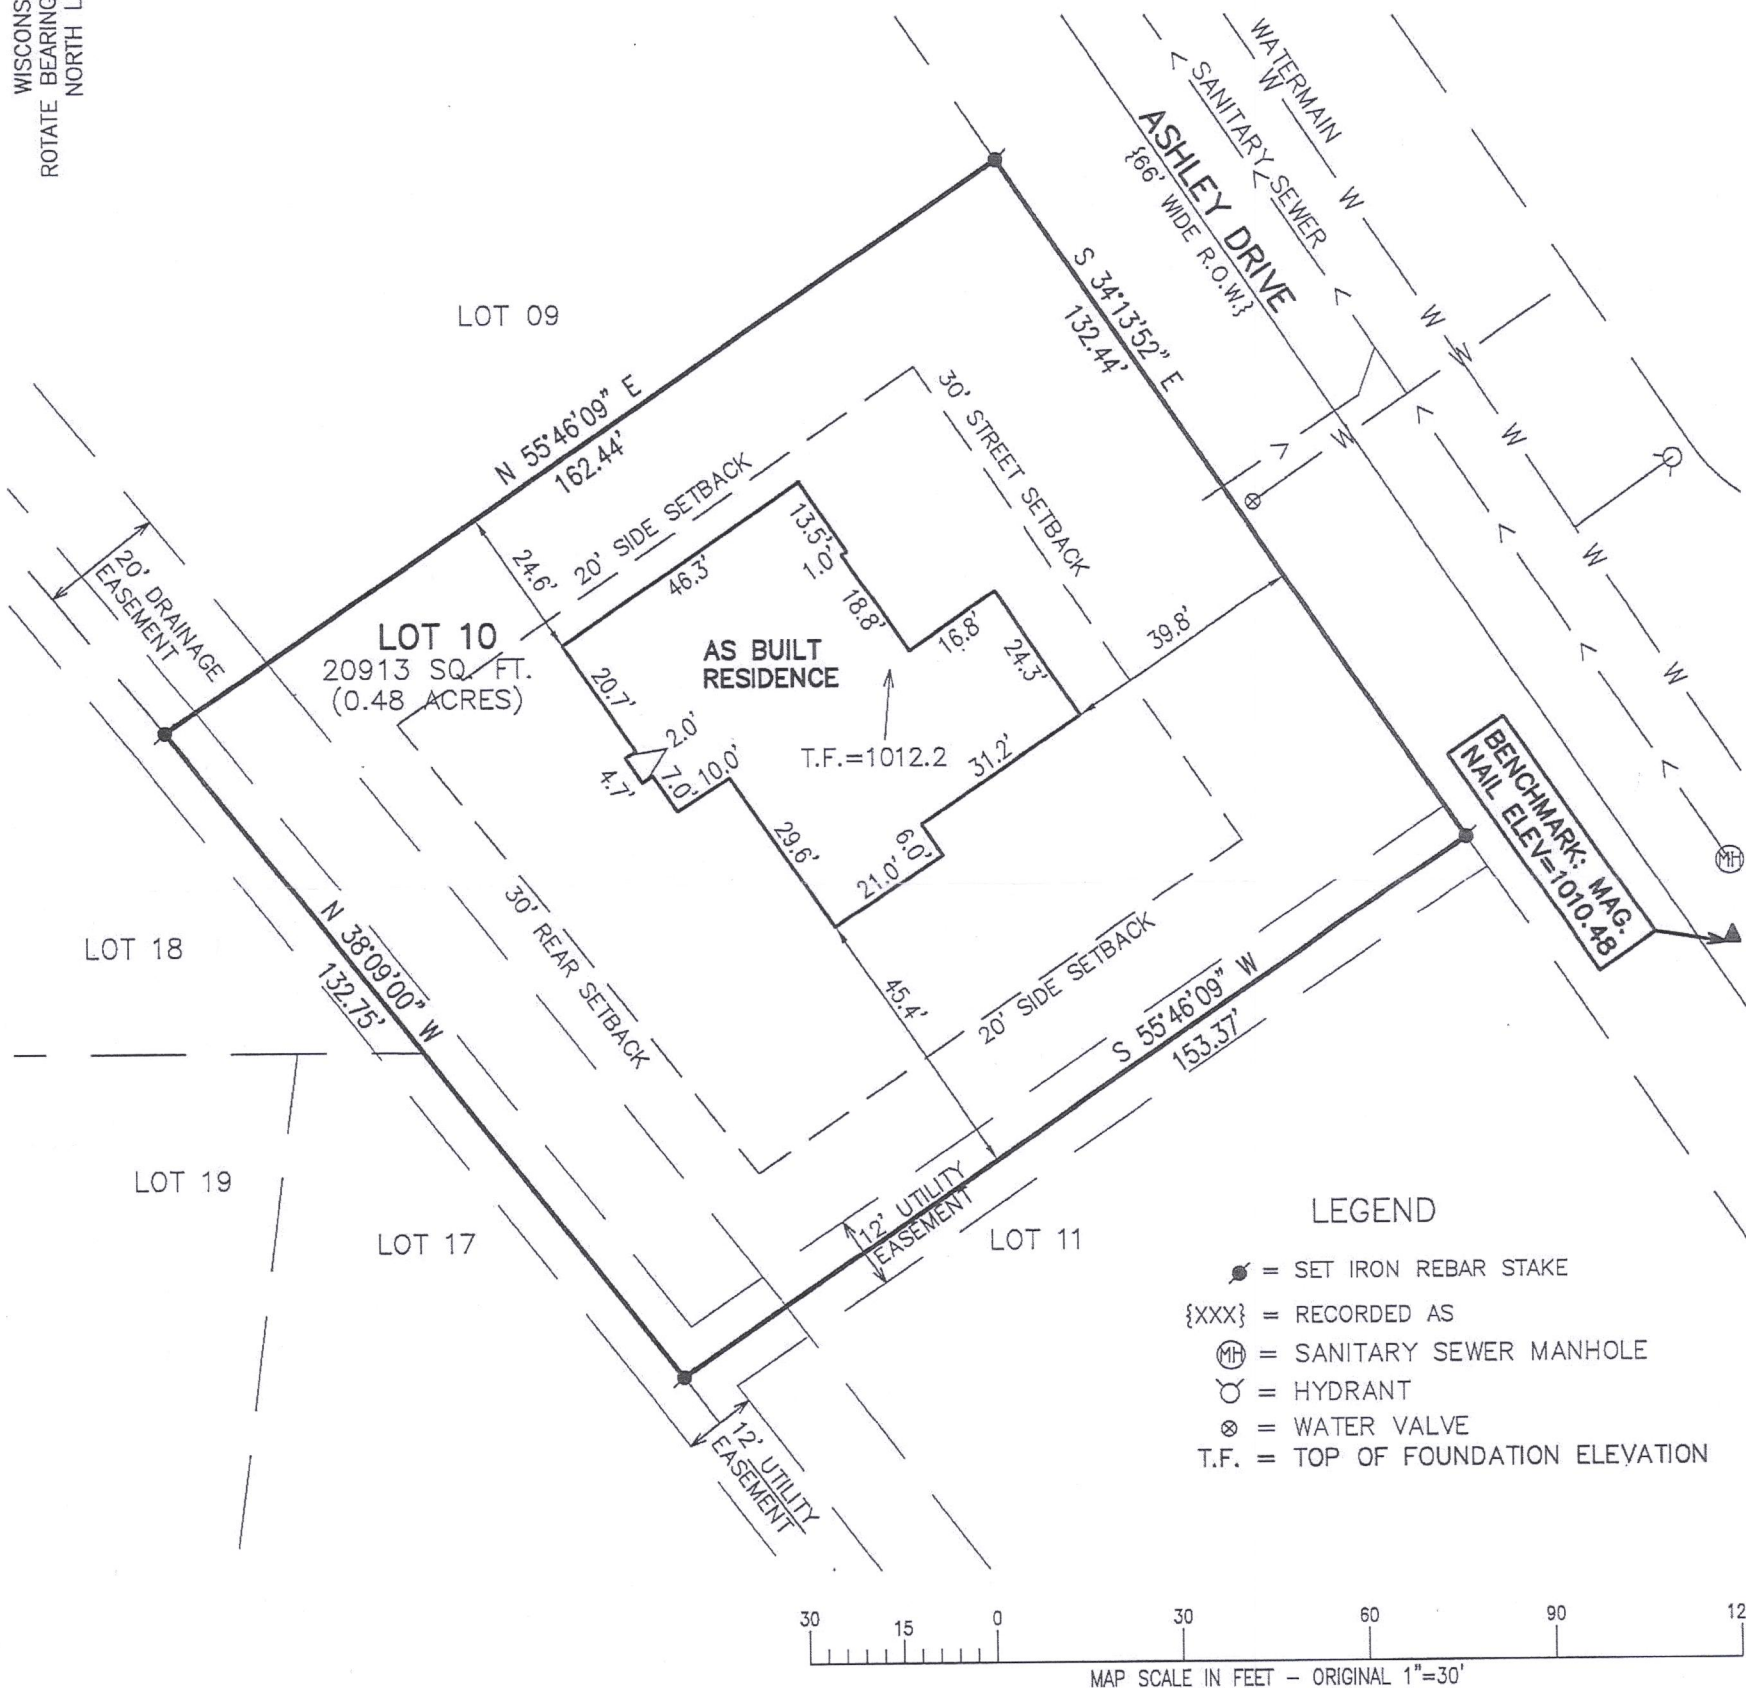 WISCONS
ROTATE BEARING
NORTH L
WATERMAIN
W
W
W
W
W
W
W
W
W
<
SANITARY SEWER
<
<
<
<
<
<
<
ASHLEY DRIVE
{66' WIDE R.O.W.}
LOT 09
S 34°13'52" E
132.44'
N 55°46'09" E
162.44'
30' STREET SETBACK
20' SIDE SETBACK
24.6'
46.3'
13.5'
1.0'
18.8'
16.8'
24.3'
39.8'
20' DRAINAGE
EASEMENT
LOT 10
20913 SQ. FT.
(0.48 ACRES)
AS BUILT
RESIDENCE
20.7'
2.0'
4.7'
7.0'
10.0'
T.F.=1012.2
31.2'
29.6'
6.0'
21.0'
BENCHMARK: MAG.
NAIL ELEV=1010.48
MH
30' REAR SETBACK
LOT 18
N 38°09'00" W
132.75'
45.4'
20' SIDE SETBACK
S 55°46'09" W
153.37'
LOT 19
LOT 17
12' UTILITY
EASEMENT
LOT 11
12' UTILITY
EASEMENT
LEGEND
= SET IRON REBAR STAKE
{XXX} = RECORDED AS
MH = SANITARY SEWER MANHOLE
= HYDRANT
= WATER VALVE
T.F. = TOP OF FOUNDATION ELEVATION
30 15 0 30 60 90 12
MAP SCALE IN FEET – ORIGINAL 1"=30'